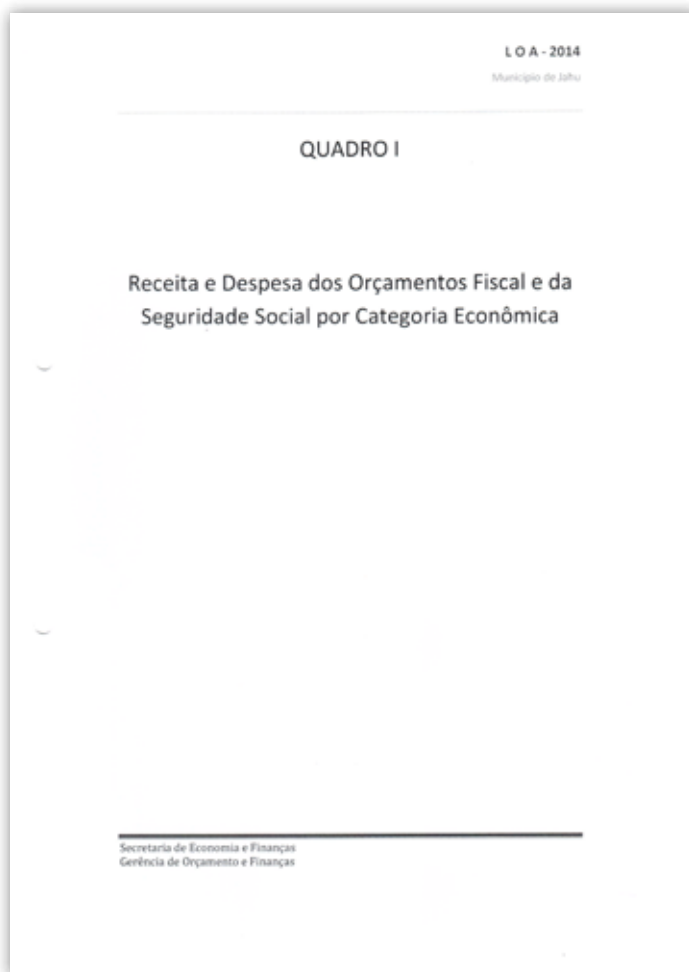 L O A - 2014
Município de Jahu
QUADRO I
Receita e Despesa dos Orçamentos Fiscal e da
Seguridade Social por Categoria Econômica
Secretaria de Economia e Finanças
Gerência de Orçamento e Finanças